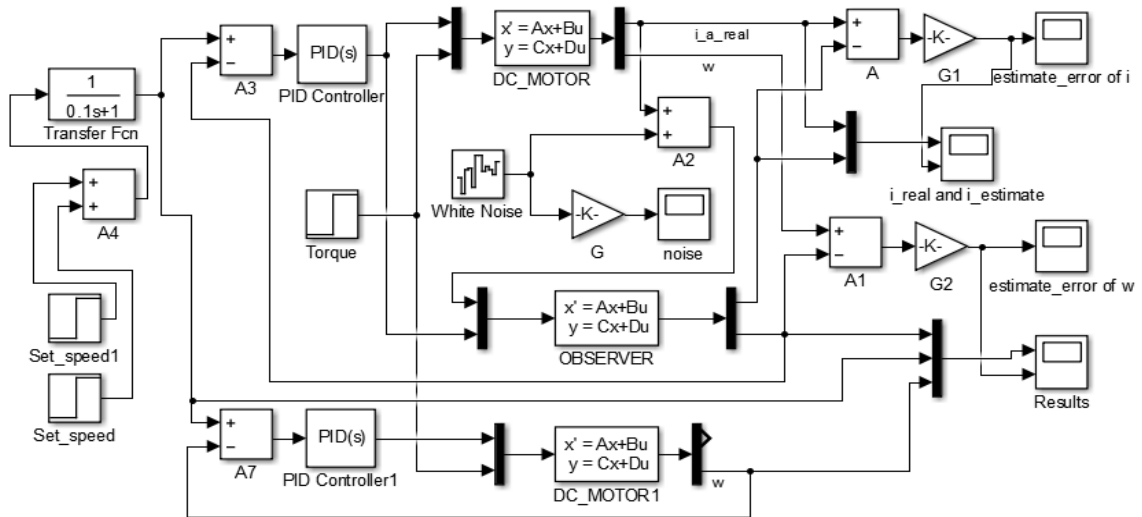 +
−
A3
PID(s)
PID Controller
x' = Ax+Bu
y = Cx+Du
DC_MOTOR
i_a_real
w
+
−
A
-K-
G1
estimate_error of i
1
0.1s+1
Transfer Fcn
+
+
A4
White Noise
+
+
A2
i_real and i_estimate
Torque
-K-
G
noise
+
−
A1
-K-
G2
estimate_error of w
Set_speed1
x' = Ax+Bu
y = Cx+Du
OBSERVER
Results
Set_speed
+
−
A7
PID(s)
PID Controller1
x' = Ax+Bu
y = Cx+Du
DC_MOTOR1
w